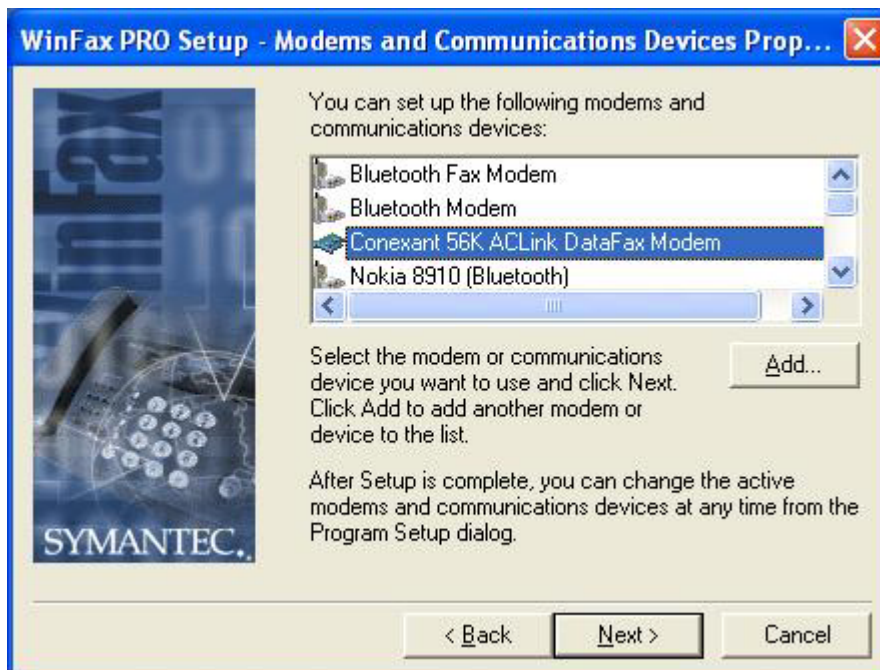 WinFax PRO Setup - Modems and Communications Devices Prop...
You can set up the following modems and
communications devices:
Bluetooth Fax Modem
Bluetooth Modem
Conexant 56K ACLink DataFax Modem
Nokia 8910 (Bluetooth)
Select the modem or communications
device you want to use and click Next.
Click Add to add another modem or
device to the list.
Add...
After Setup is complete, you can change the active
modems and communications devices at any time from the
Program Setup dialog.
WinFax
SYMANTEC.
< Back
Next >
Cancel